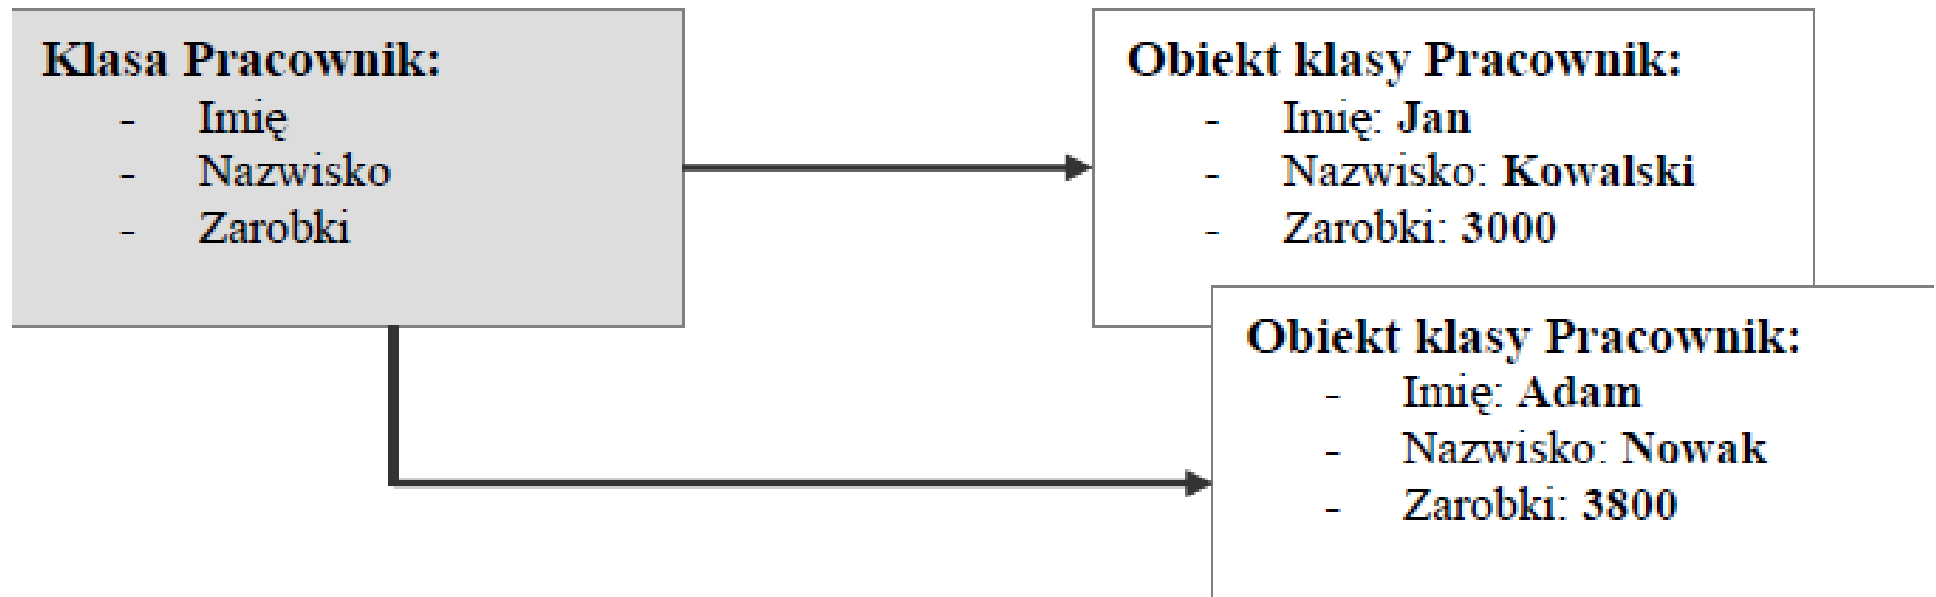 Klasa Pracownik:
- Imię
- Nazwisko
- Zarobki
Obiekt klasy Pracownik:
- Imię: Jan
- Nazwisko: Kowalski
- Zarobki: 3000
Obiekt klasy Pracownik:
- Imię: Adam
- Nazwisko: Nowak
- Zarobki: 3800